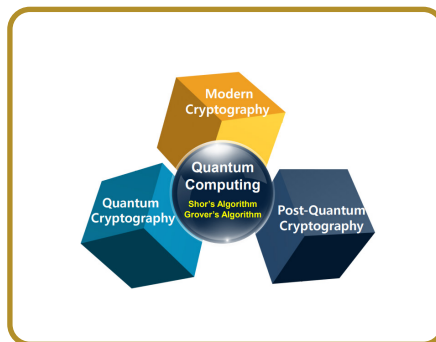 Modern
Cryptography
Quantum
Computing
Shor's Algorithm
Grover's Algorithm
Quantum
Cryptography
Post-Quantum
Cryptography